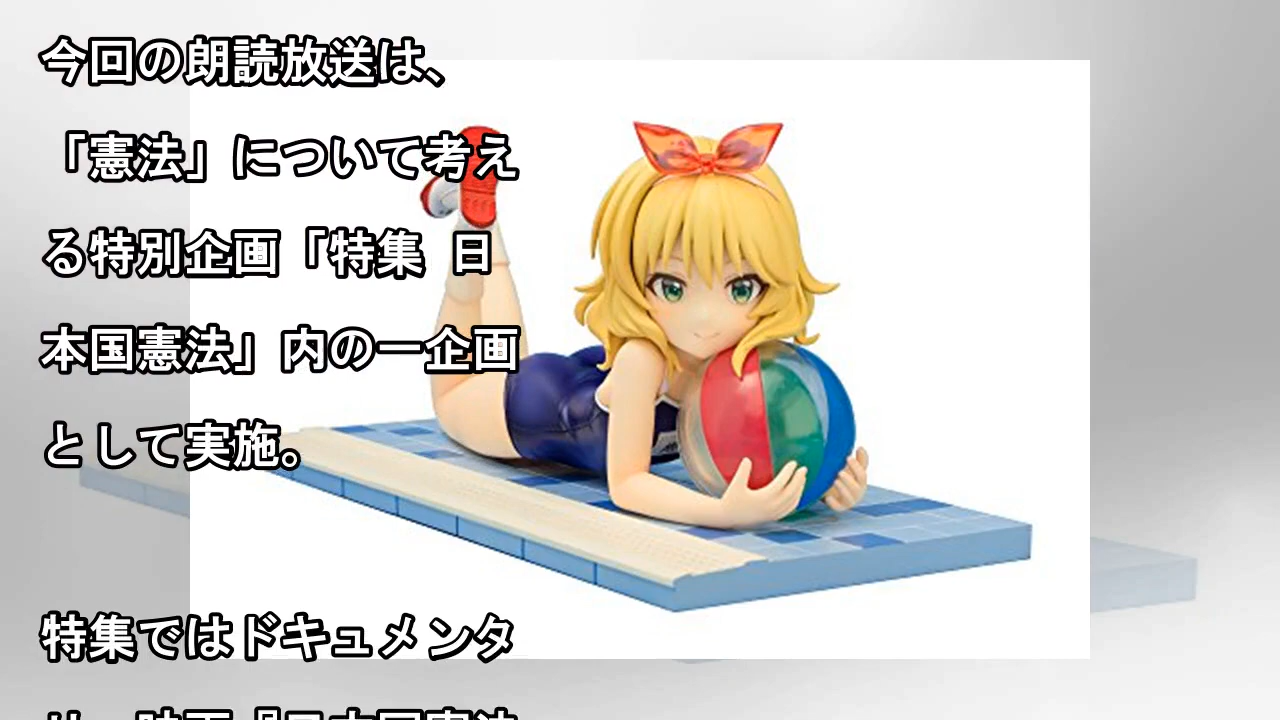 今回の朗読放送は、
「憲法」について考え
る特別企画「特集 日
本国憲法」内の一企画
として実施。
特集ではドキュメンタ